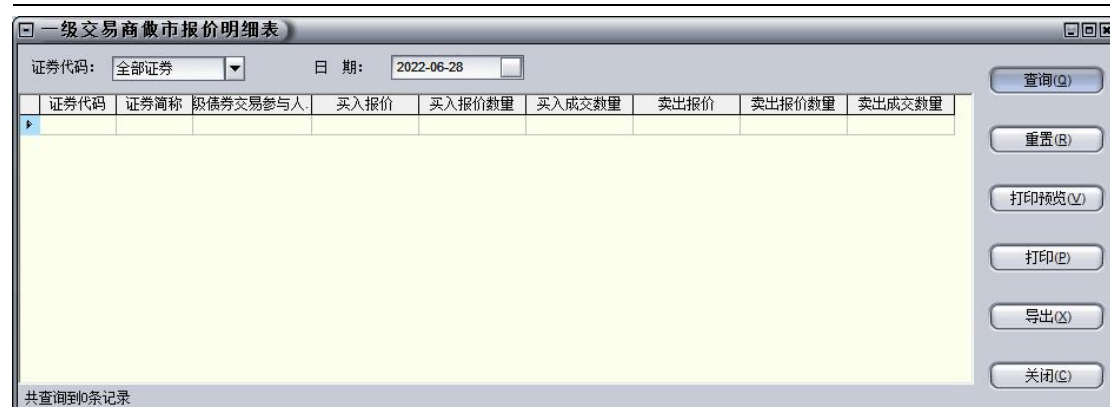 一级交易商做市报价明细表
证券代码： 全部证券 日 期： 2022-06-28
查询(Q)
证券代码 证券简称 级债券交易参与人. 买入报价 买入报价数量 买入成交数量 卖出报价 卖出报价数量 卖出成交数量
重置(R)
打印预览(V)
打印(P)
导出(X)
关闭(C)
共查询到0条记录